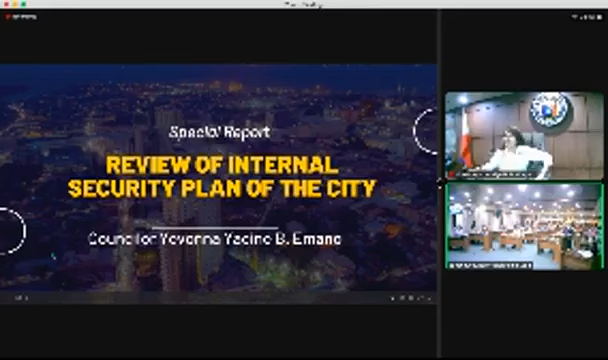 Special Report
REVIEW OF INTERNAL
SECURITY PLAN OF THE CITY
Councilor Yevonna Yacine B. Emano